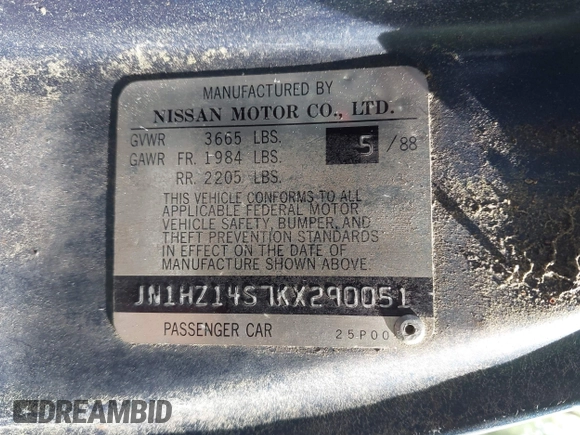 MANUFACTURED BY
NISSAN MOTOR CO., LTD.
GVWR 3665 LBS. 5 /88
GAWR FR. 1984 LBS.
RR. 2205 LBS.
THIS VEHICLE CONFORMS TO ALL
APPLICABLE FEDERAL MOTOR
VEHICLE SAFETY, BUMPER, AND
THEFT PREVENTION STANDARDS
IN EFFECT ON THE DATE OF
MANUFACTURE SHOWN ABOVE.
JN1HZ14S7KX290051
PASSENGER CAR 25P00
DREAMBID